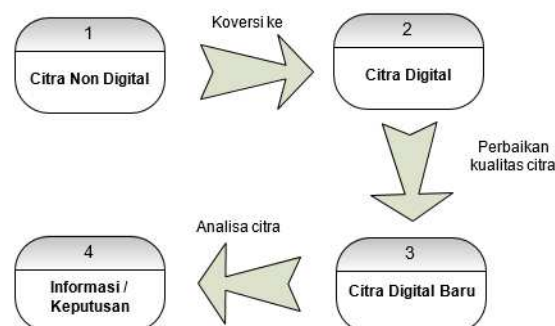 1
Citra Non Digital
Koversi ke
2
Citra Digital
Perbaikan
kualitas citra
3
Citra Digital Baru
Analisa citra
4
Informasi /
Keputusan